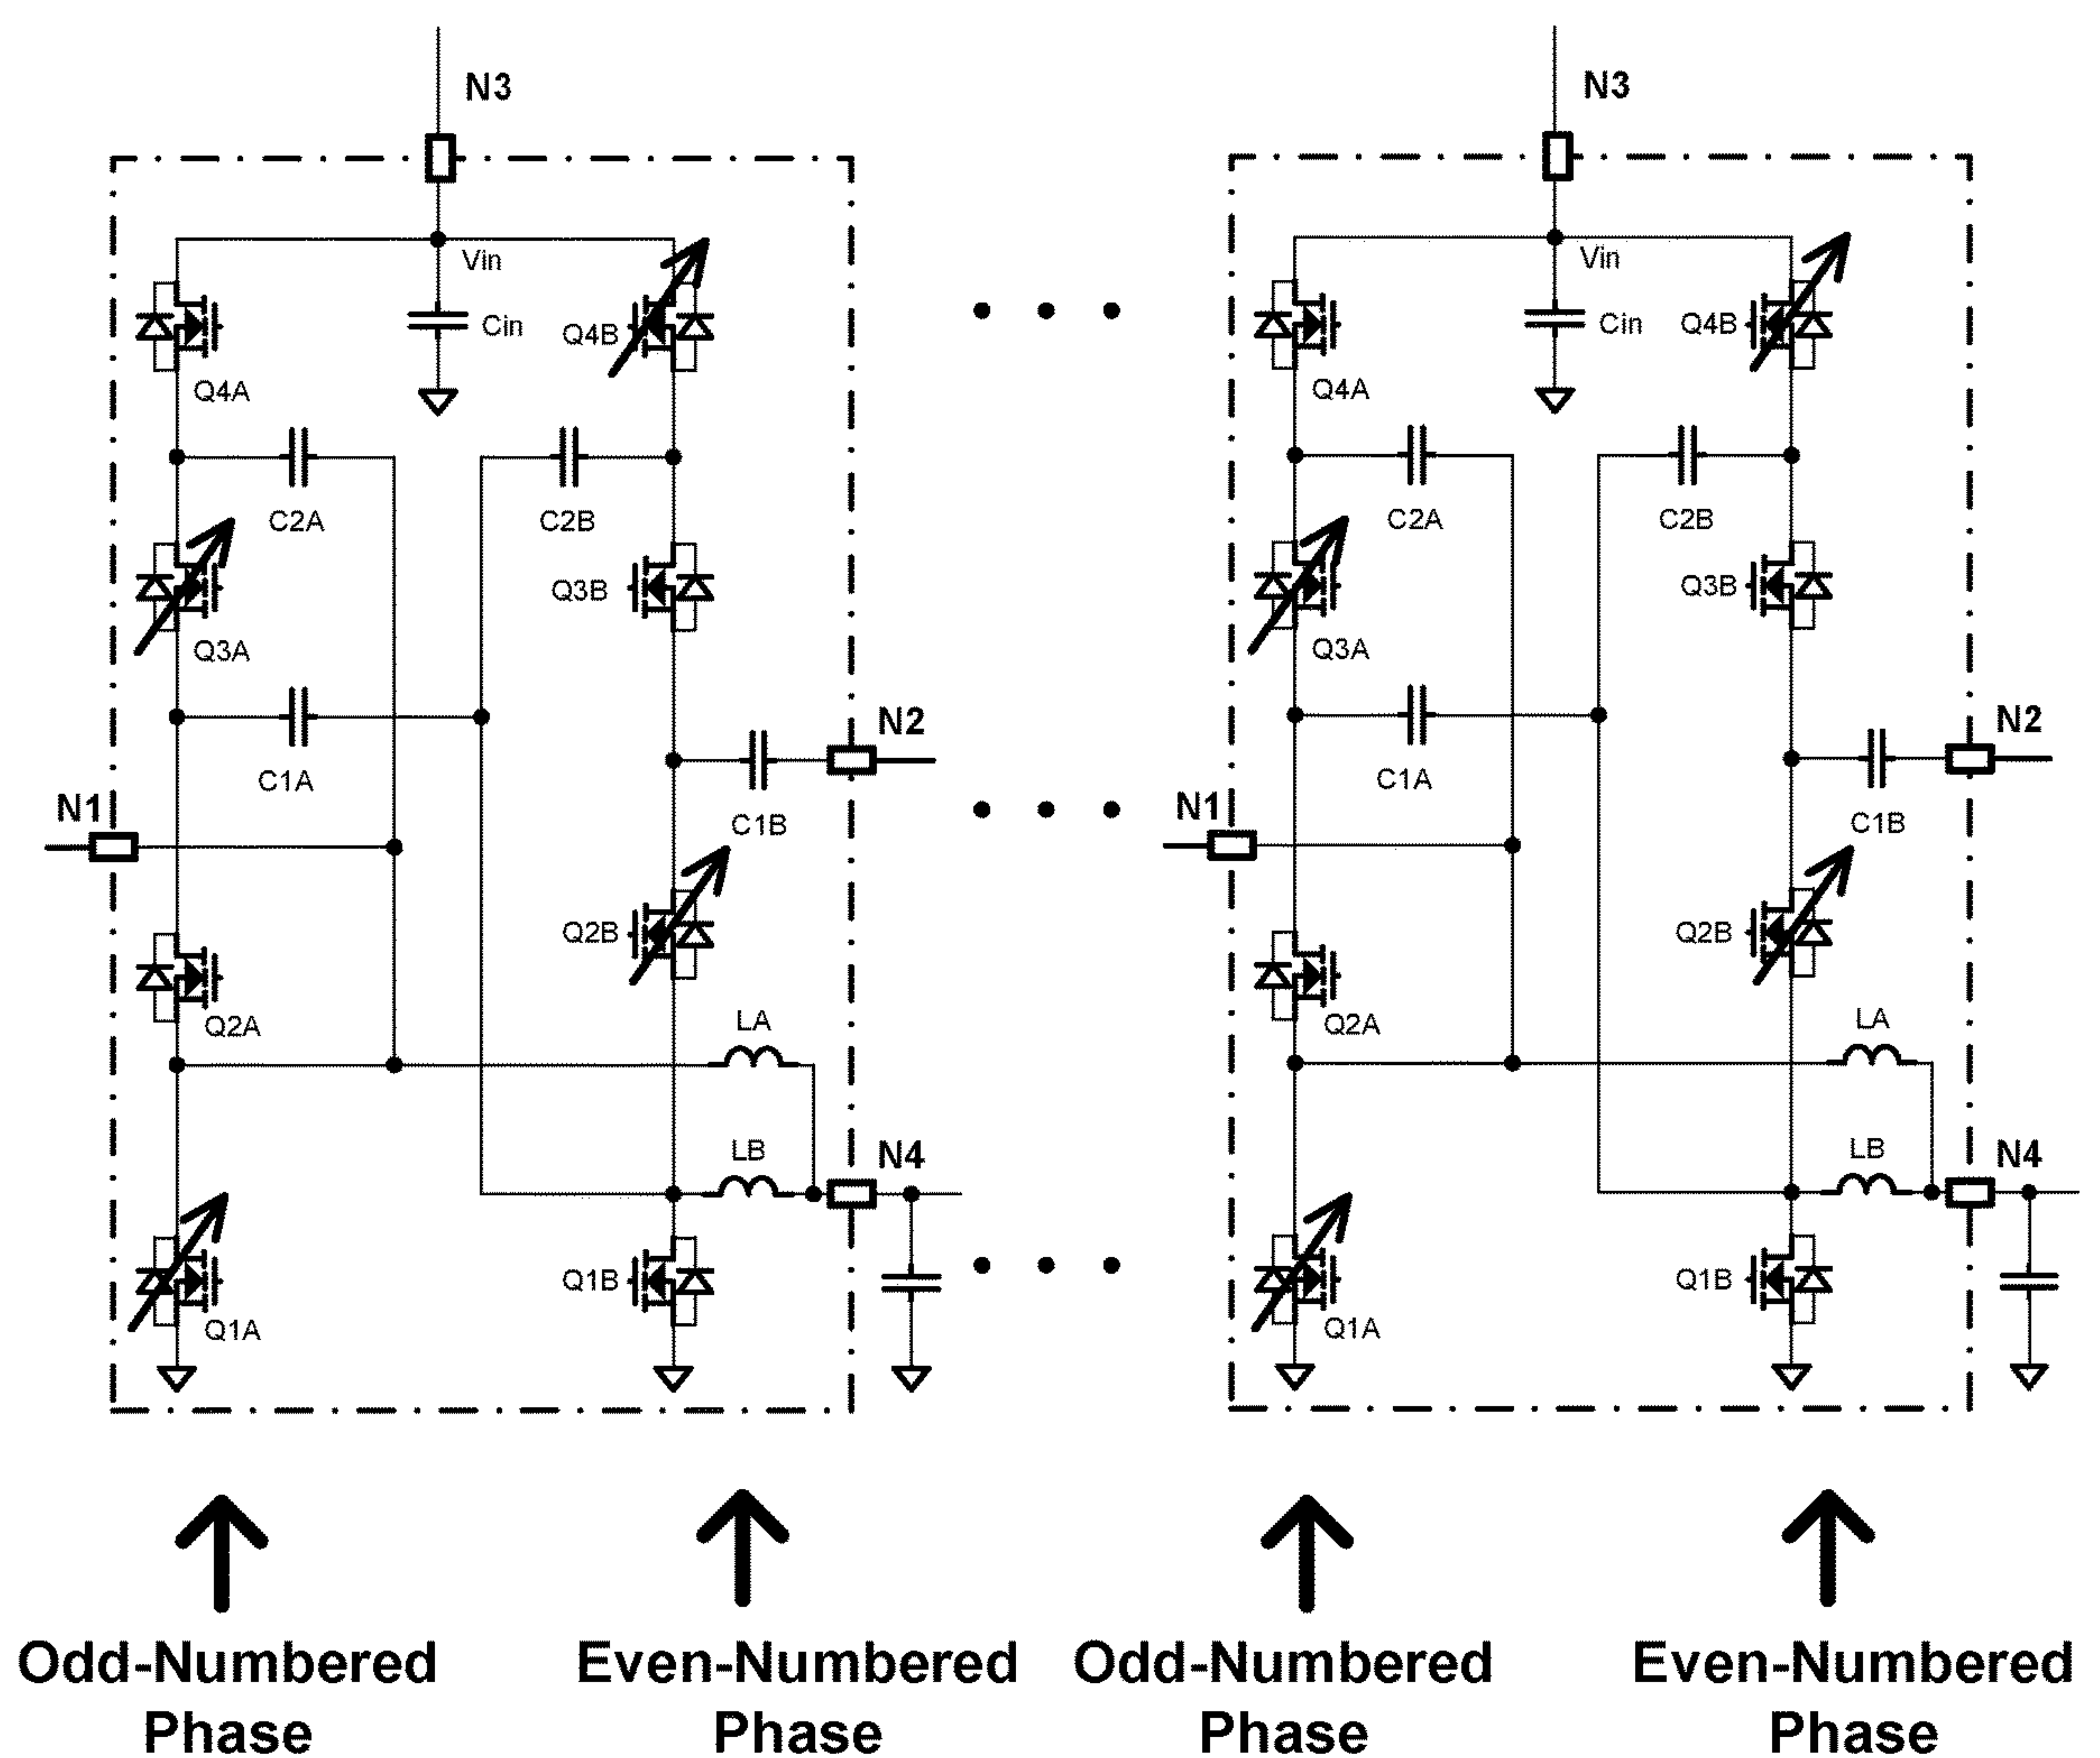 N3
N3
Vin
Vin
Cin
Q4B
Cin
Q4B
Q4A
Q4A
C2A
C2B
C2A
C2B
Q3B
Q3B
Q3A
Q3A
N2
N2
C1A
C1A
N1
N1
C1B
C1B
Q2B
Q2B
Q2A
LA
Q2A
LA
LB
N4
LB
N4
Q1B
Q1B
Q1A
Q1A
Odd-Numbered
Phase
Even-Numbered
Phase
Odd-Numbered
Phase
Even-Numbered
Phase